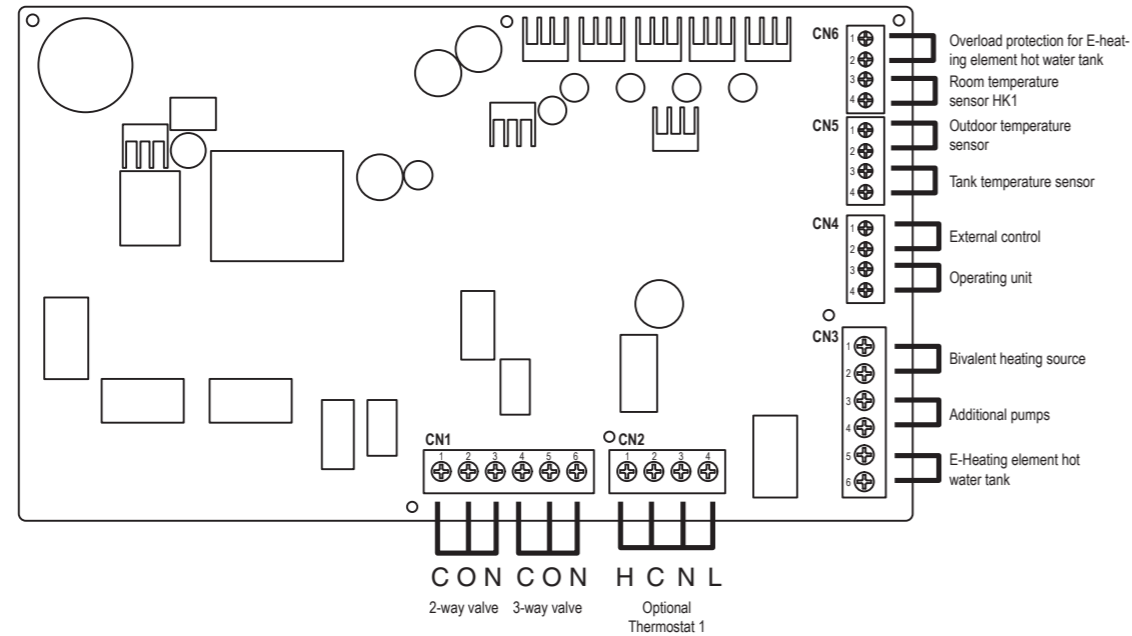 CN6
1
2
3
4
Overload protection for E-heat-
ing element hot water tank
Room temperature
sensor HK1
CN5
1
2
3
4
Outdoor temperature
sensor
Tank temperature sensor
CN4
1
2
3
4
External control
Operating unit
CN3
1
2
3
4
5
6
Bivalent heating source
Additional pumps
E-Heating element hot
water tank
CN1
1 2 3 4 5 6
CN2
1 2 3 4
C O N C O N
H C N L
2-way valve 3-way valve
Optional
Thermostat 1